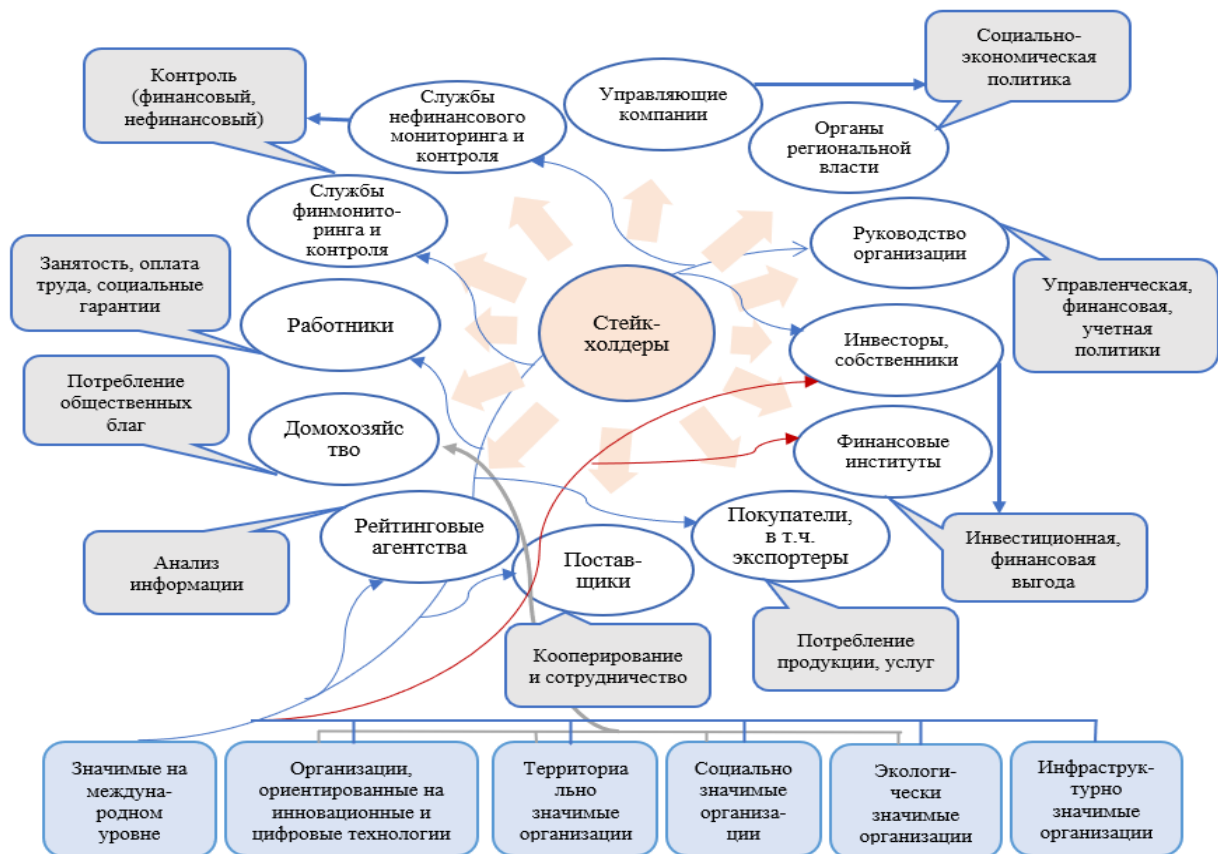 Социально-
экономическая
политика
Контроль
(финансовый,
нефинансовый)
Службы
нефинансового
мониторинга и
контроля
Управляющие
компании
Органы
региональной
власти
Службы
финмонито-
ринга и
контроля
Руководство
организации
Занятость, оплата
труда, социальные
гарантии
Управленческая,
финансовая,
учетная
политики
Работники
Стейк-
холдеры
Инвесторы,
собственники
Потребление
общественных
благ
Домохозяйс
тво
Финансовые
институты
Рейтинговые
агентства
Покупатели,
в т.ч.
экспортеры
Анализ
информации
Постав-
щики
Инвестиционная,
финансовая
выгода
Кооперирование
и сотрудничество
Потребление
продукции, услуг
Значимые на
междуна-
родном
уровне
Организации,
ориентированные на
инновационные и
цифровые технологии
Территориа
льно
значимые
организации
Социально
значимые
организа-
ции
Экологи-
чески
значимые
организации
Инфраструк-
турно
значимые
организации